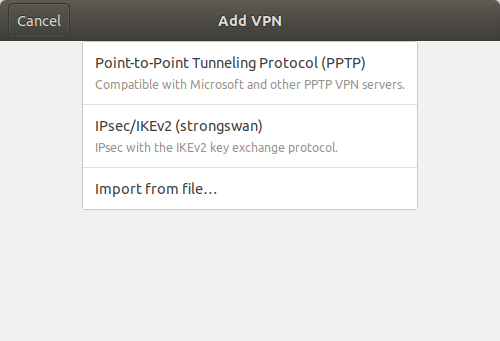 Cancel
Add VPN
Point-to-Point Tunneling Protocol (PPTP)
Compatible with Microsoft and other PPTP VPN servers.
IPsec/IKEv2 (strongswan)
IPsec with the IKEv2 key exchange protocol.
Import from file…